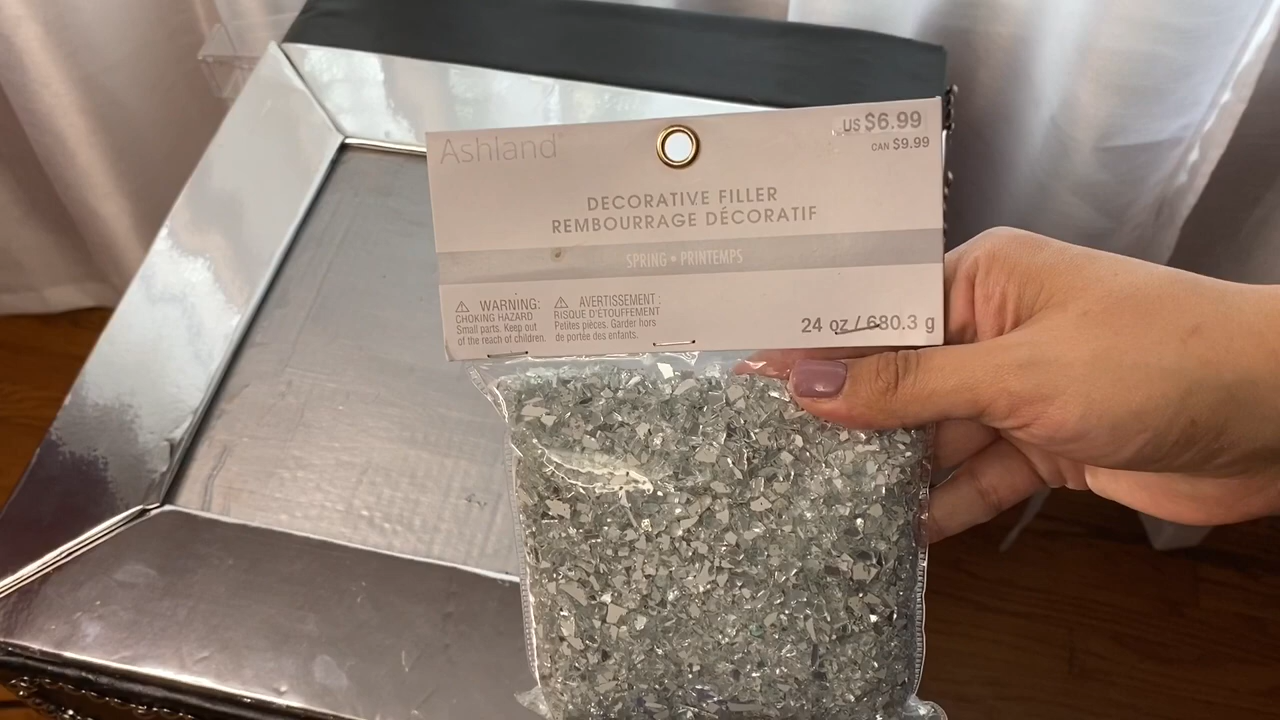 Ashland
US $6.99
CAN $9.99
DECORATIVE FILLER
REMBOURRAGE DÉCORATIF
SPRING • PRINTEMPS
⚠ WARNING:
CHOKING HAZARD
Small parts. Keep out
of the reach of children.
⚠ AVERTISSEMENT :
RISQUE D'ÉTOUFFEMENT
Petites pièces. Garder hors
de portée des enfants.
24 oz / 680.3 g